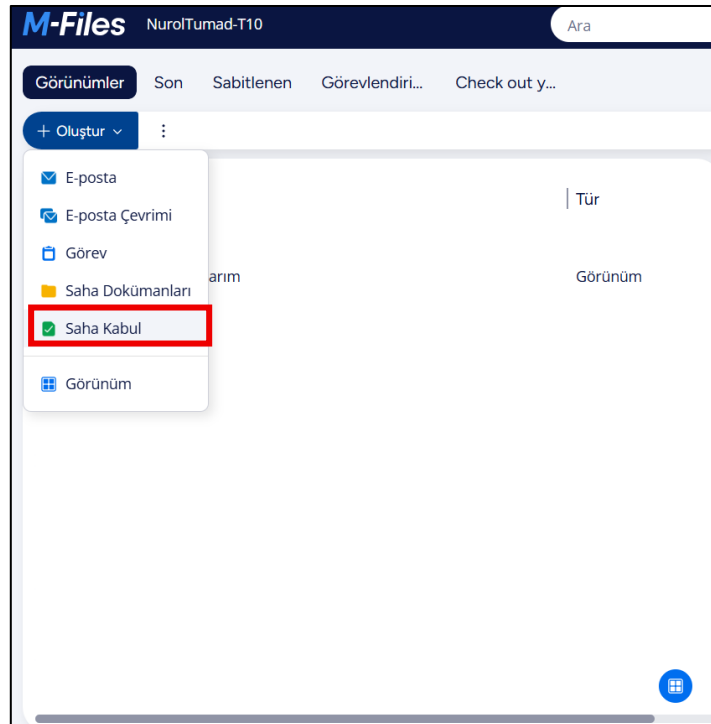 M-Files NurolTumad-T10 Ara
Görünümler Son Sabitlenen Görevlendiri... Check out y...
+ Oluştur
E-posta
E-posta Çevrimi
Tür
Görev
arım Görünüm
Saha Dokümanları
Saha Kabul
Görünüm